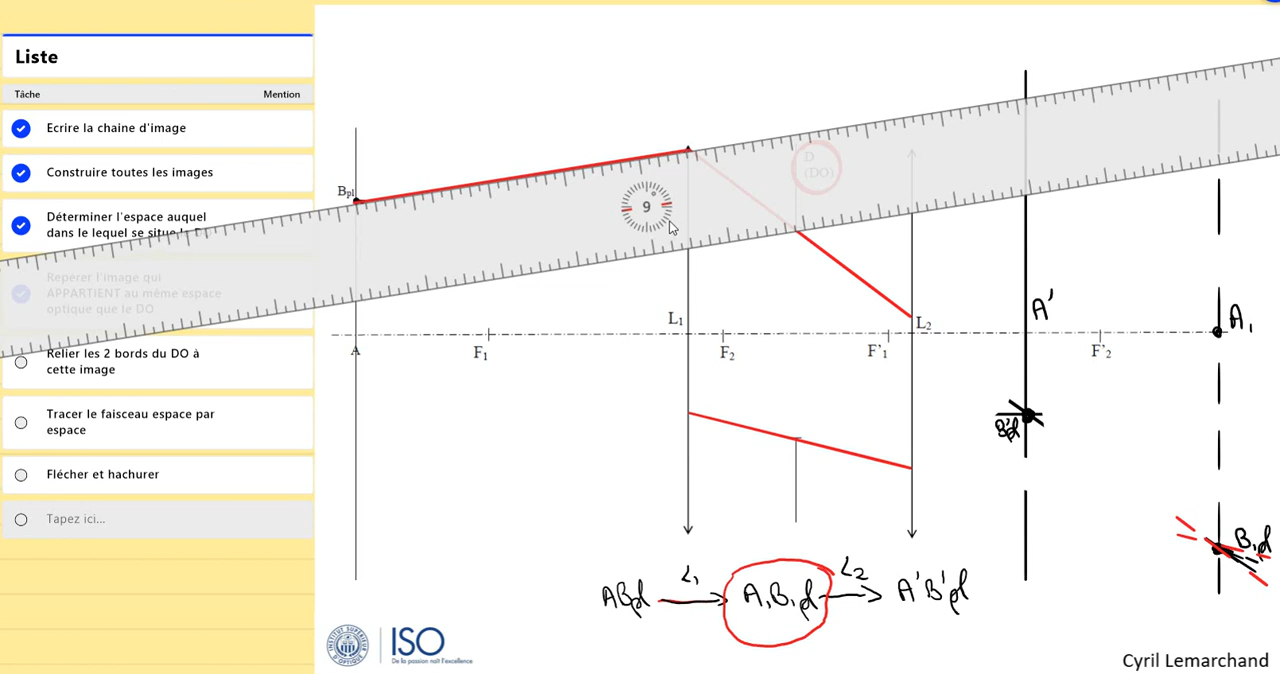 Liste
Tâche Mention
Ecrire la chaine d'image
Construire toutes les images
Déterminer l'espace auquel
dans le lequel se situe
Repérer l'image qui
APPARTIENT au même espace
optique que le DO
Relier les 2 bords du DO à
cette image
Tracer le faisceau espace par
espace
Flécher et hachurer
Tapez ici...
Bpl
9°
D
(DO)
L1
L2
A'
A1
A
F1
F2
F'1
F'2
B'pl
B1pl
ABpl L1 A1B1pl L2 A'B'pl
INSTITUT SUPÉRIEUR D'OPTIQUE
ISO
De la passion naît l'excellence
Cyril Lemarchand